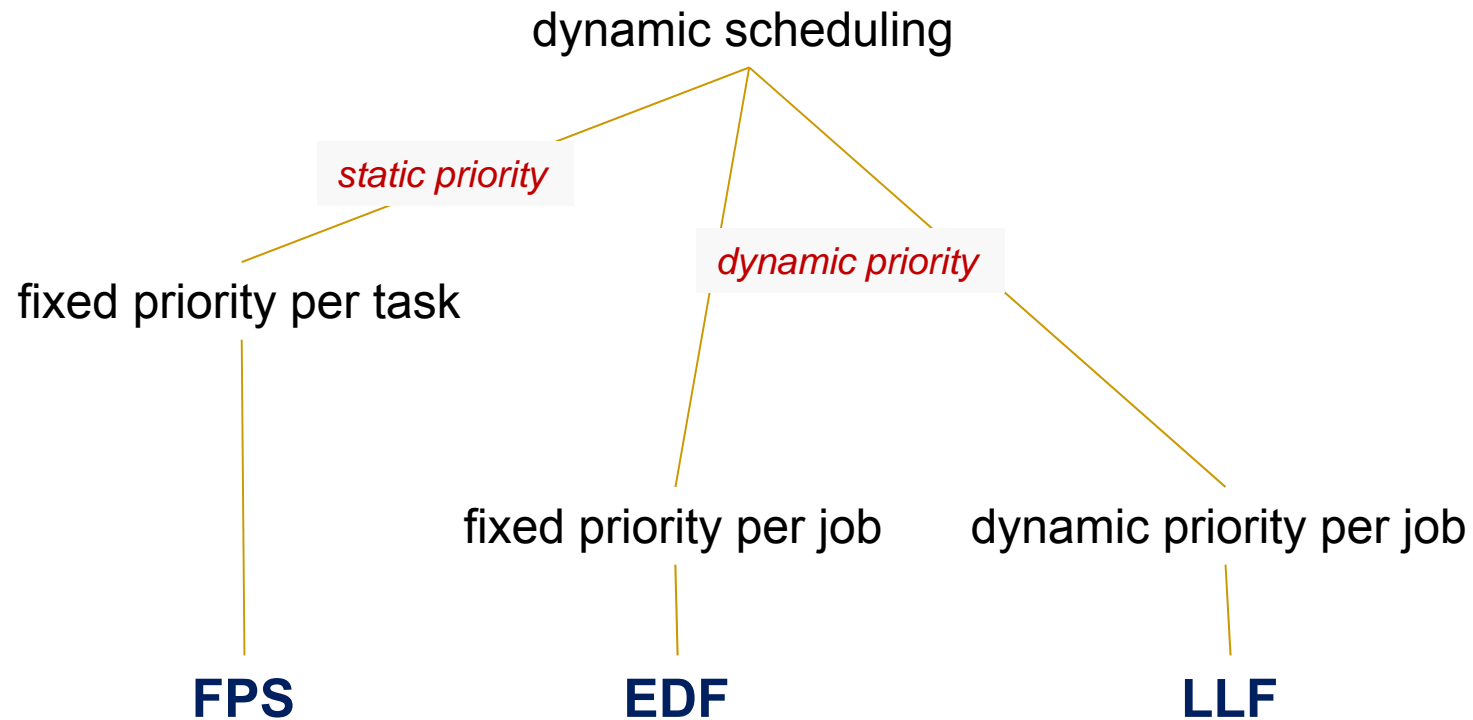 dynamic scheduling
static priority
dynamic priority
fixed priority per task
fixed priority per job
dynamic priority per job
FPS
EDF
LLF